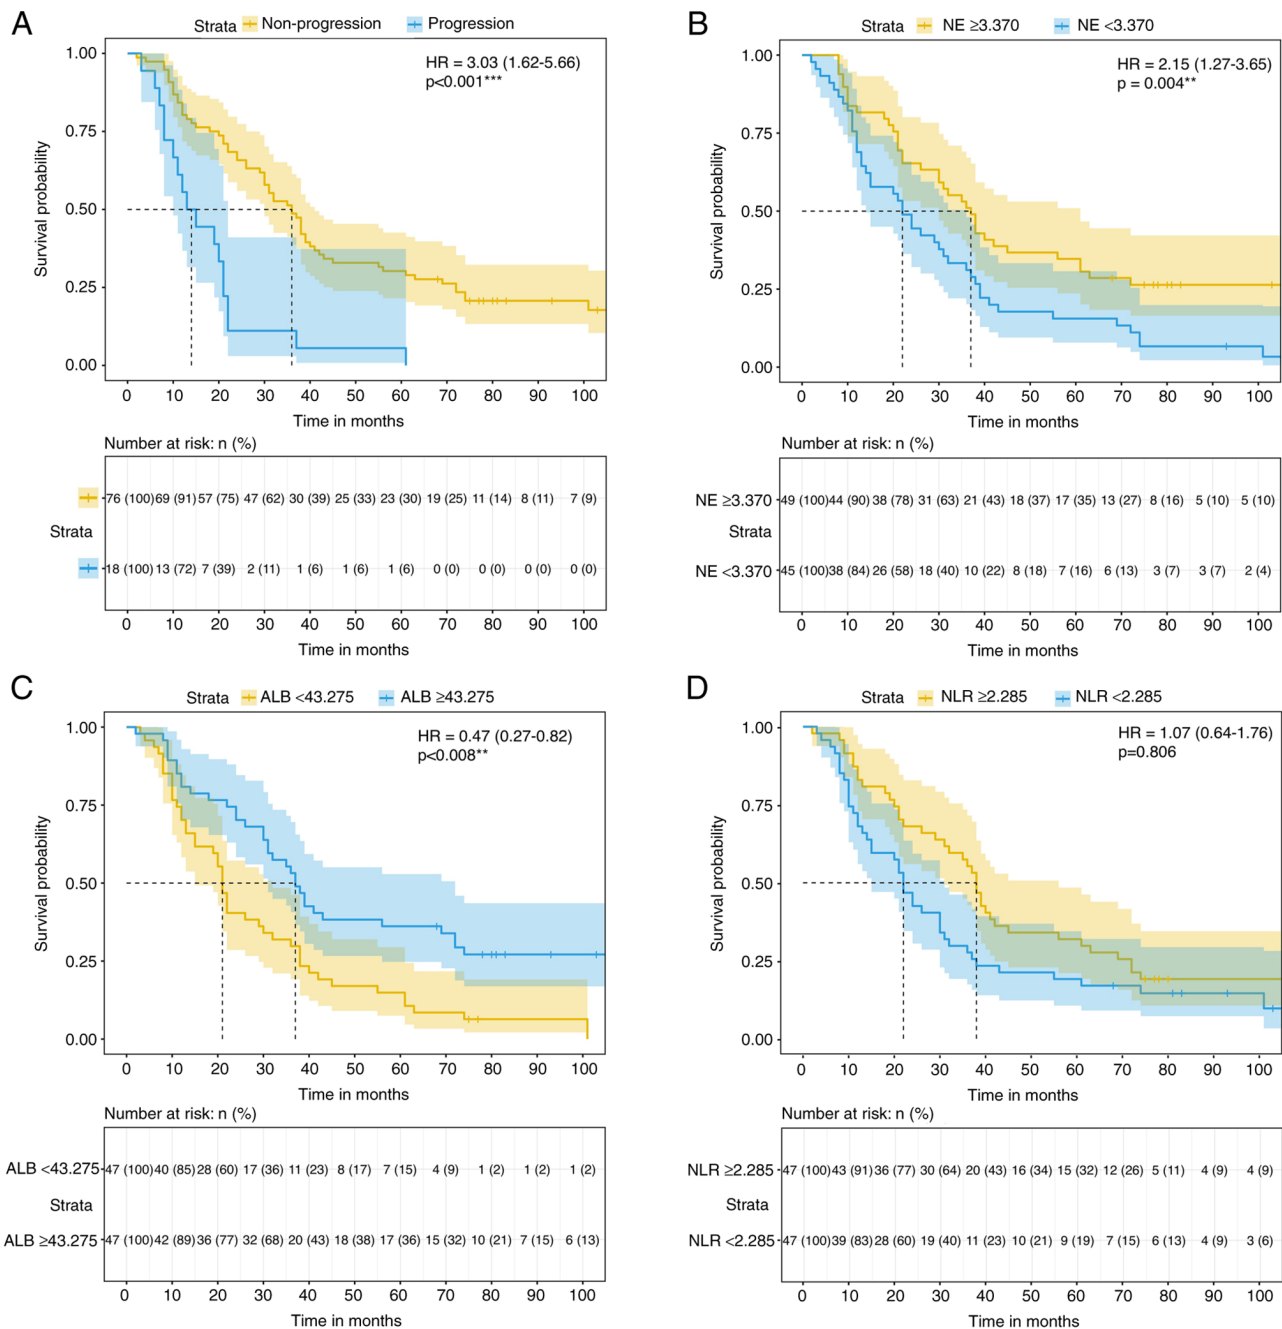 A
Strata Non-progression Progression
HR = 3.03 (1.62-5.66)
p<0.001***
Survival probability
1.00
0.75
0.50
0.25
0.00
0 10 20 30 40 50 60 70 80 90 100
Time in months
Number at risk: n (%)
76 (100) 69 (91) 57 (75) 47 (62) 30 (39) 25 (33) 23 (30) 19 (25) 11 (14) 8 (11) 7 (9)
Strata
18 (100) 13 (72) 7 (39) 2 (11) 1 (6) 1 (6) 1 (6) 0 (0) 0 (0) 0 (0) 0 (0)
0 10 20 30 40 50 60 70 80 90 100
Time in months
B
Strata NE ≥3.370 NE <3.370
HR = 2.15 (1.27-3.65)
p = 0.004**
Survival probability
1.00
0.75
0.50
0.25
0.00
0 10 20 30 40 50 60 70 80 90 100
Time in months
Number at risk: n (%)
NE ≥3.370 49 (100) 44 (90) 38 (78) 31 (63) 21 (43) 18 (37) 17 (35) 13 (27) 8 (16) 5 (10) 5 (10)
Strata
NE <3.370 45 (100) 38 (84) 26 (58) 18 (40) 10 (22) 8 (18) 7 (16) 6 (13) 3 (7) 3 (7) 2 (4)
0 10 20 30 40 50 60 70 80 90 100
Time in months
C
Strata ALB <43.275 ALB ≥43.275
HR = 0.47 (0.27-0.82)
p<0.008**
Survival probability
1.00
0.75
0.50
0.25
0.00
0 10 20 30 40 50 60 70 80 90 100
Time in months
Number at risk: n (%)
ALB <43.275 47 (100) 40 (85) 28 (60) 17 (36) 11 (23) 8 (17) 7 (15) 4 (9) 1 (2) 1 (2) 1 (2)
Strata
ALB ≥43.275 47 (100) 42 (89) 36 (77) 32 (68) 20 (43) 18 (38) 17 (36) 15 (32) 10 (21) 7 (15) 6 (13)
0 10 20 30 40 50 60 70 80 90 100
Time in months
D
Strata NLR ≥2.285 NLR <2.285
HR = 1.07 (0.64-1.76)
p=0.806
Survival probability
1.00
0.75
0.50
0.25
0.00
0 10 20 30 40 50 60 70 80 90 100
Time in months
Number at risk: n (%)
NLR ≥2.285 47 (100) 43 (91) 36 (77) 30 (64) 20 (43) 16 (34) 15 (32) 12 (26) 5 (11) 4 (9) 4 (9)
Strata
NLR <2.285 47 (100) 39 (83) 28 (60) 19 (40) 11 (23) 10 (21) 9 (19) 7 (15) 6 (13) 4 (9) 3 (6)
0 10 20 30 40 50 60 70 80 90 100
Time in months